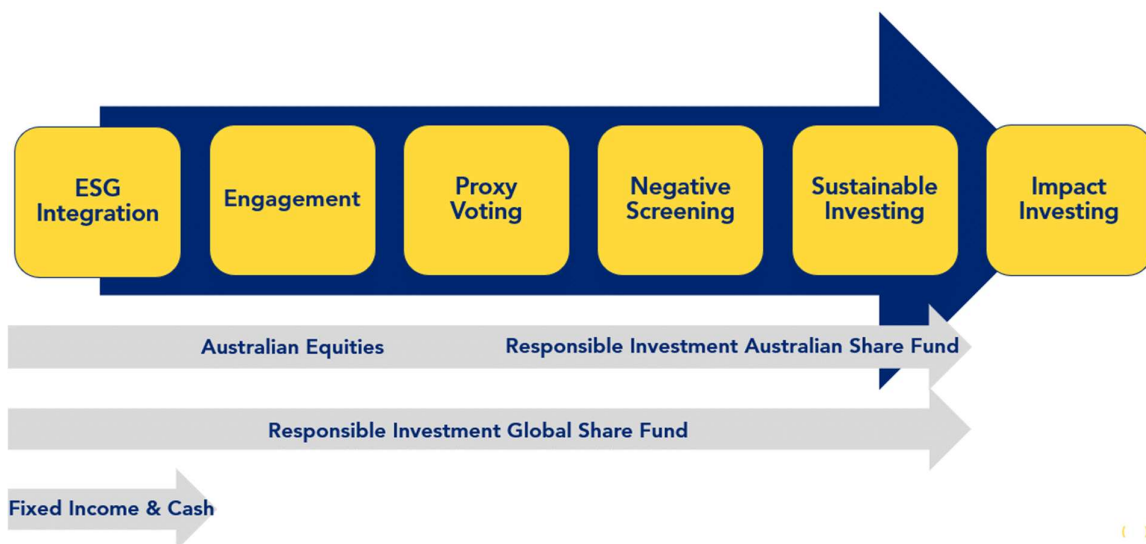 ESG
Integration
Engagement
Proxy
Voting
Negative
Screening
Sustainable
Investing
Impact
Investing
Australian Equities
Responsible Investment Australian Share Fund
Responsible Investment Global Share Fund
Fixed Income & Cash